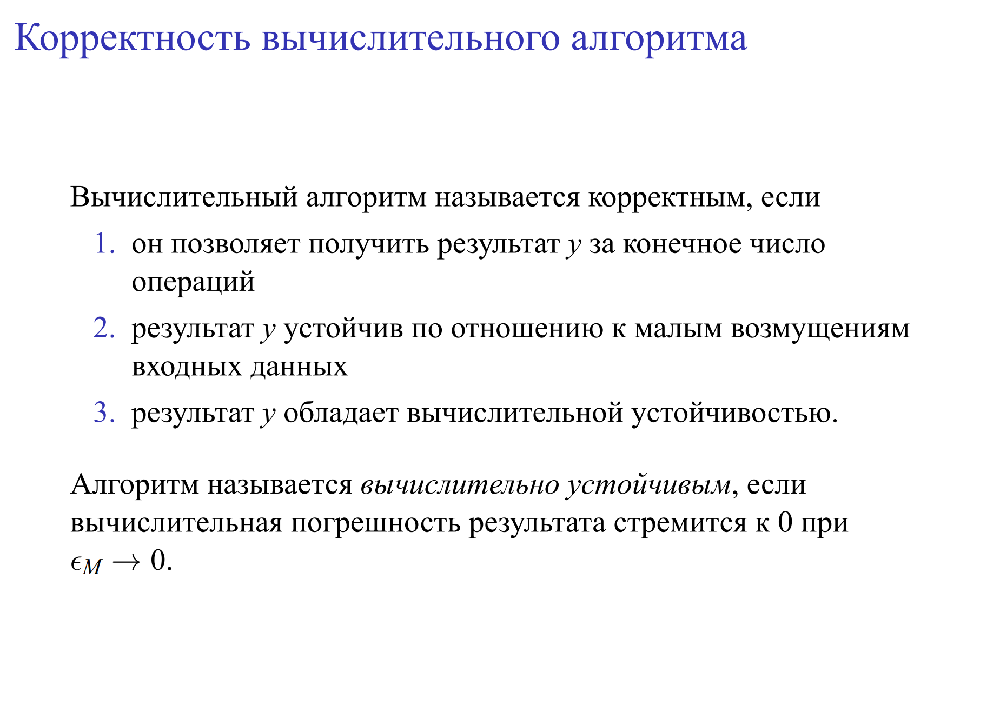 Корректность вычислительного алгоритма
Вычислительный алгоритм называется корректным, если
1. он позволяет получить результат y за конечное число
операций
2. результат y устойчив по отношению к малым возмущениям
входных данных
3. результат y обладает вычислительной устойчивостью.
Алгоритм называется вычислительно устойчивым, если
вычислительная погрешность результата стремится к 0 при
ϵ_M → 0.